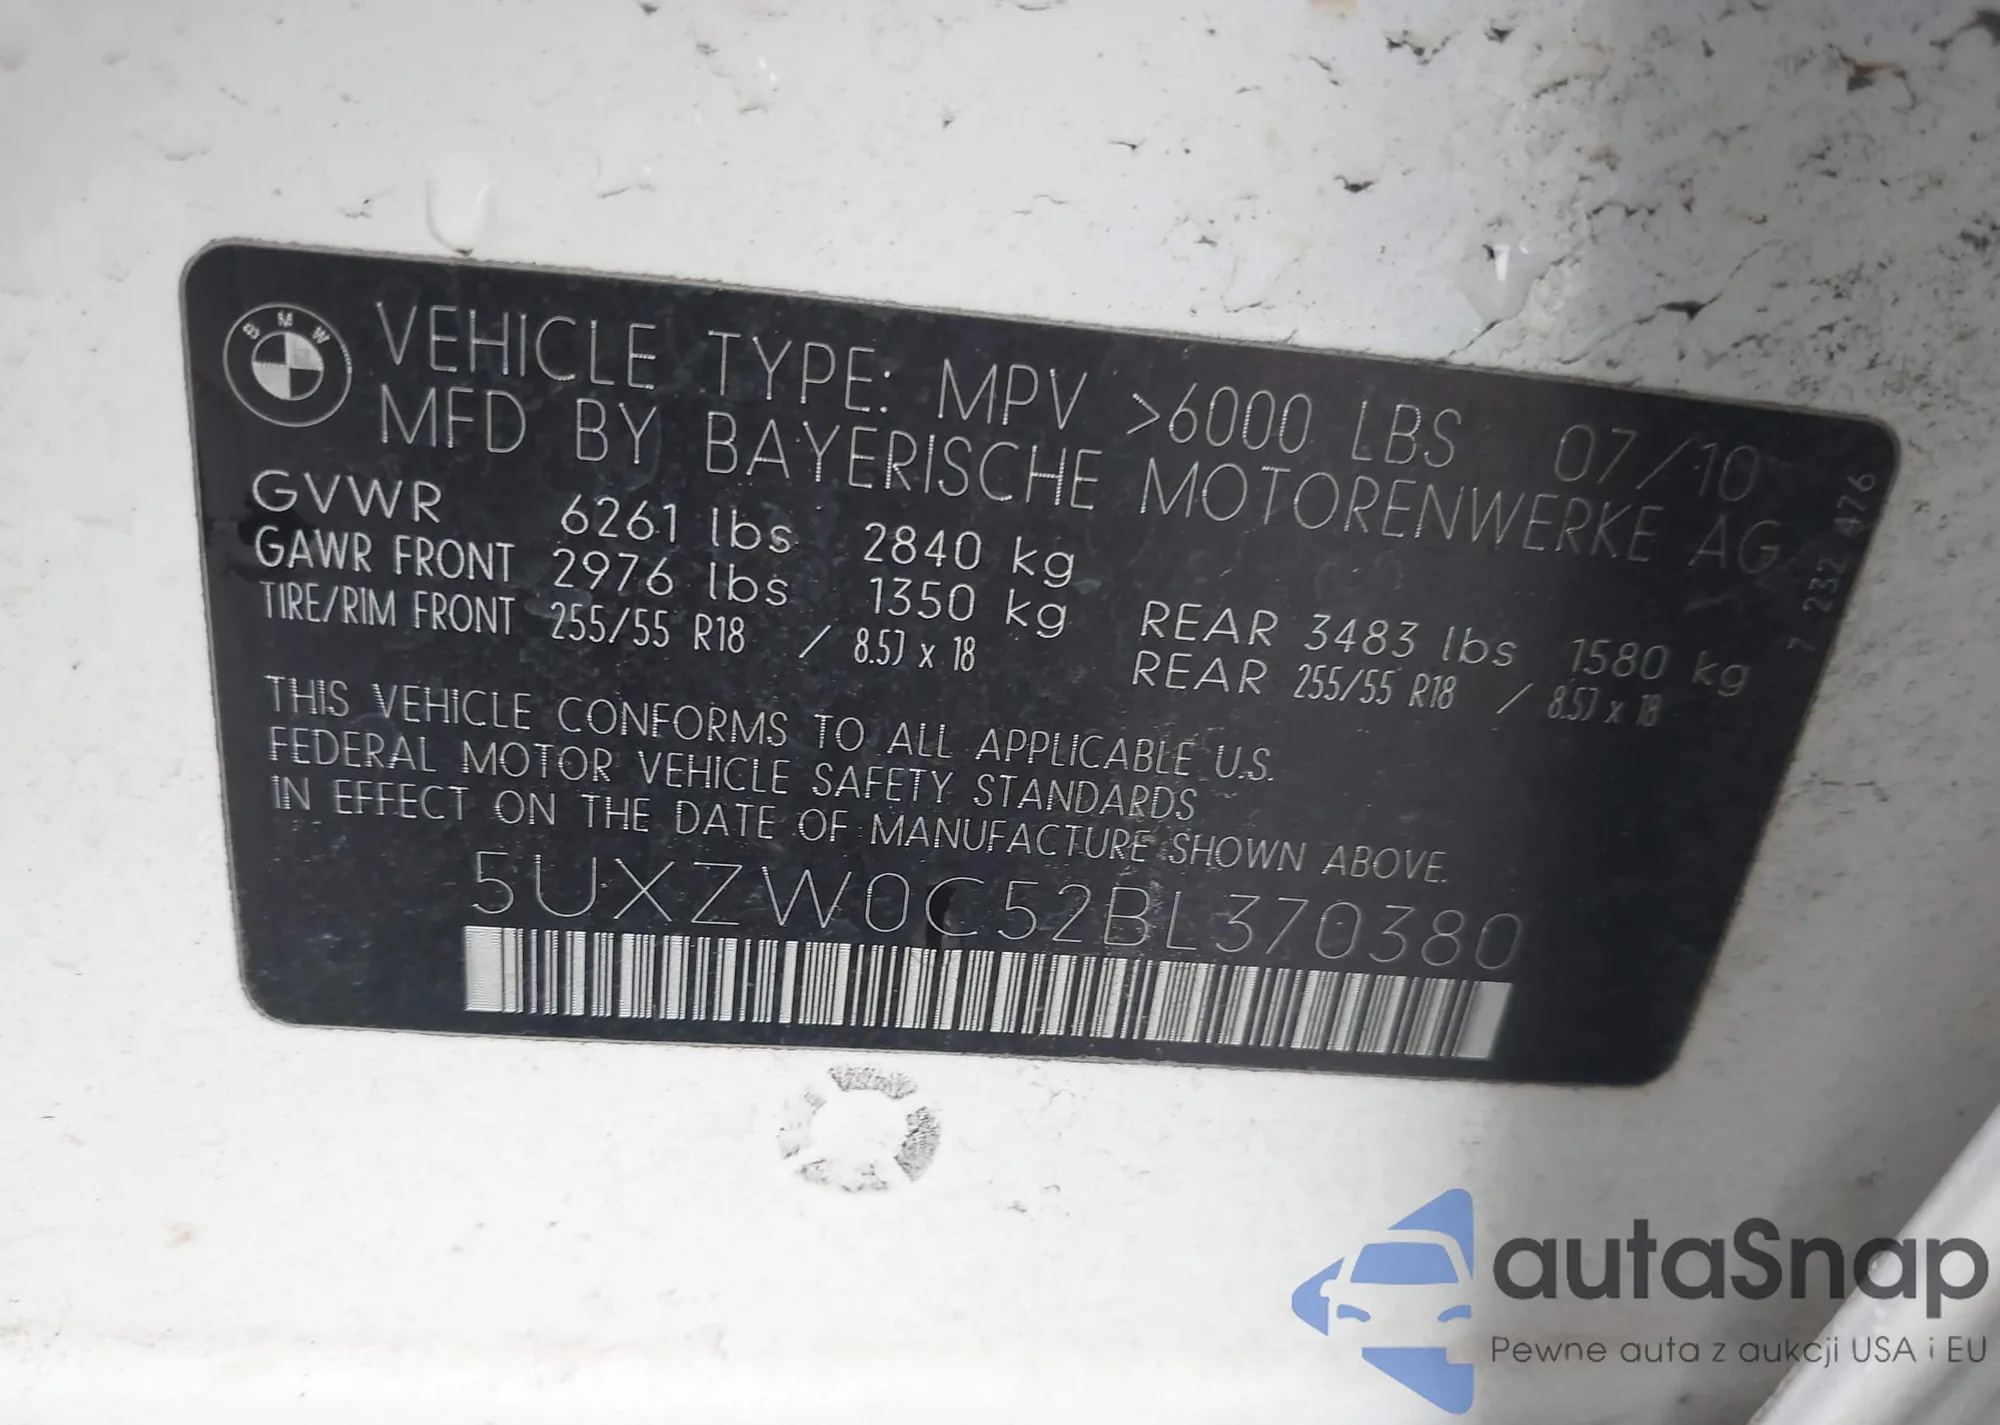 BMW
VEHICLE TYPE: MPV >6000 LBS 07/10
MFD BY BAYERISCHE MOTORENWERKE AG
GVWR 6261 lbs 2840 kg
GAWR FRONT 2976 lbs 1350 kg REAR 3483 lbs 1580 kg
TIRE/RIM FRONT 255/55 R18 / 8.5J x 18 REAR 255/55 R18 / 8.5J x 18
THIS VEHICLE CONFORMS TO ALL APPLICABLE U.S.
FEDERAL MOTOR VEHICLE SAFETY STANDARDS
IN EFFECT ON THE DATE OF MANUFACTURE SHOWN ABOVE.
5UXZW0C52BL370380
7 232 476
autaSnap
Pewne auta z aukcji USA i EU